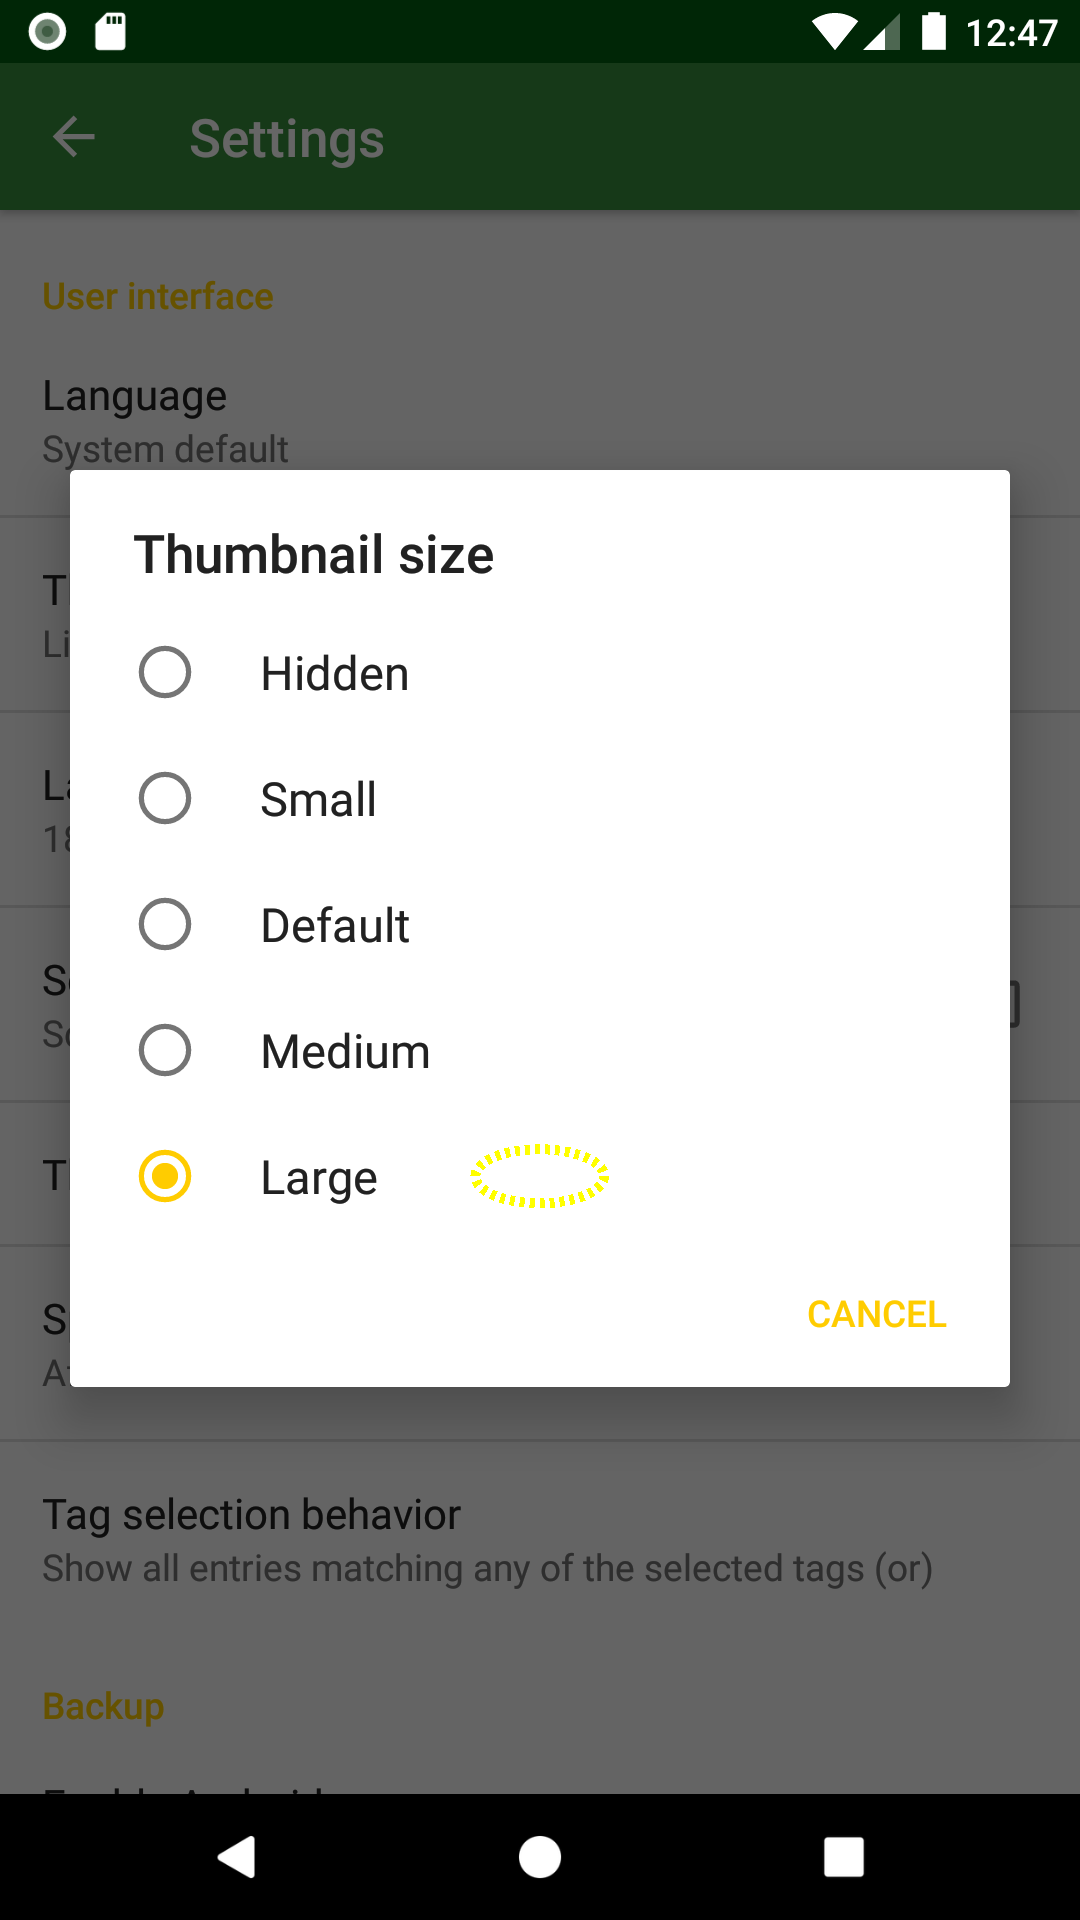 12:47
Settings
User interface
Language
System default
Thumbnail size
Hidden
Small
Default
Medium
Large
CANCEL
Tag selection behavior
Show all entries matching any of the selected tags (or)
Backup